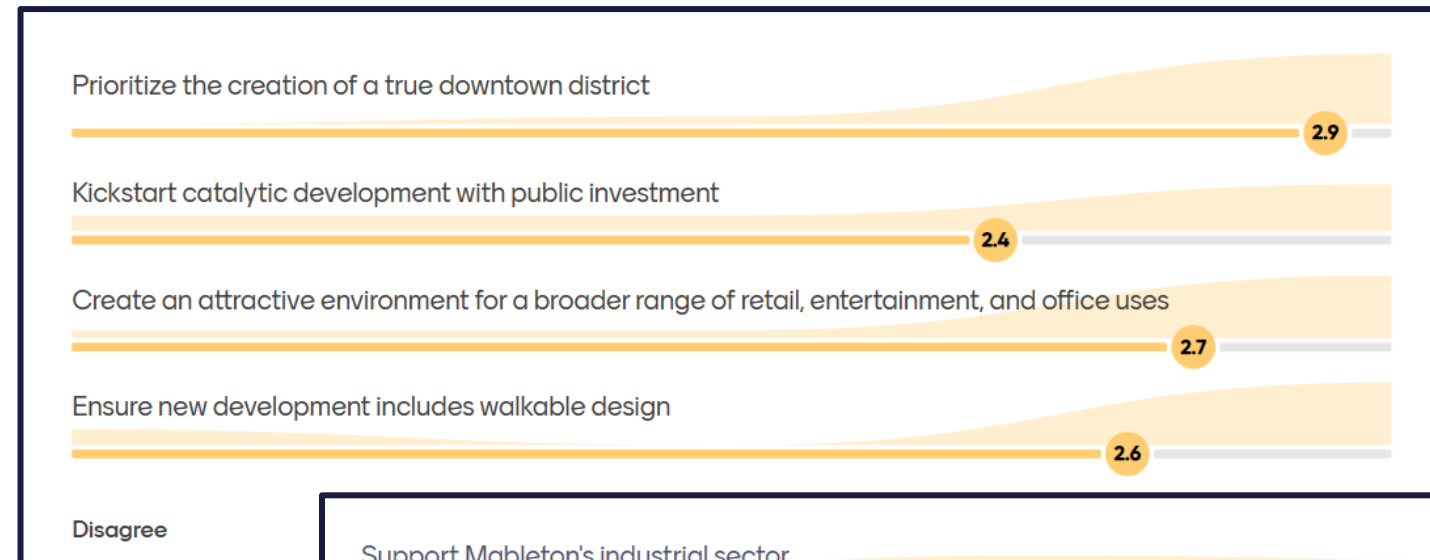 Prioritize the creation of a true downtown district
2.9
Kickstart catalytic development with public investment
2.4
Create an attractive environment for a broader range of retail, entertainment, and office uses
2.7
Ensure new development includes walkable design
2.6
Disagree
Support Mableton's industrial sector